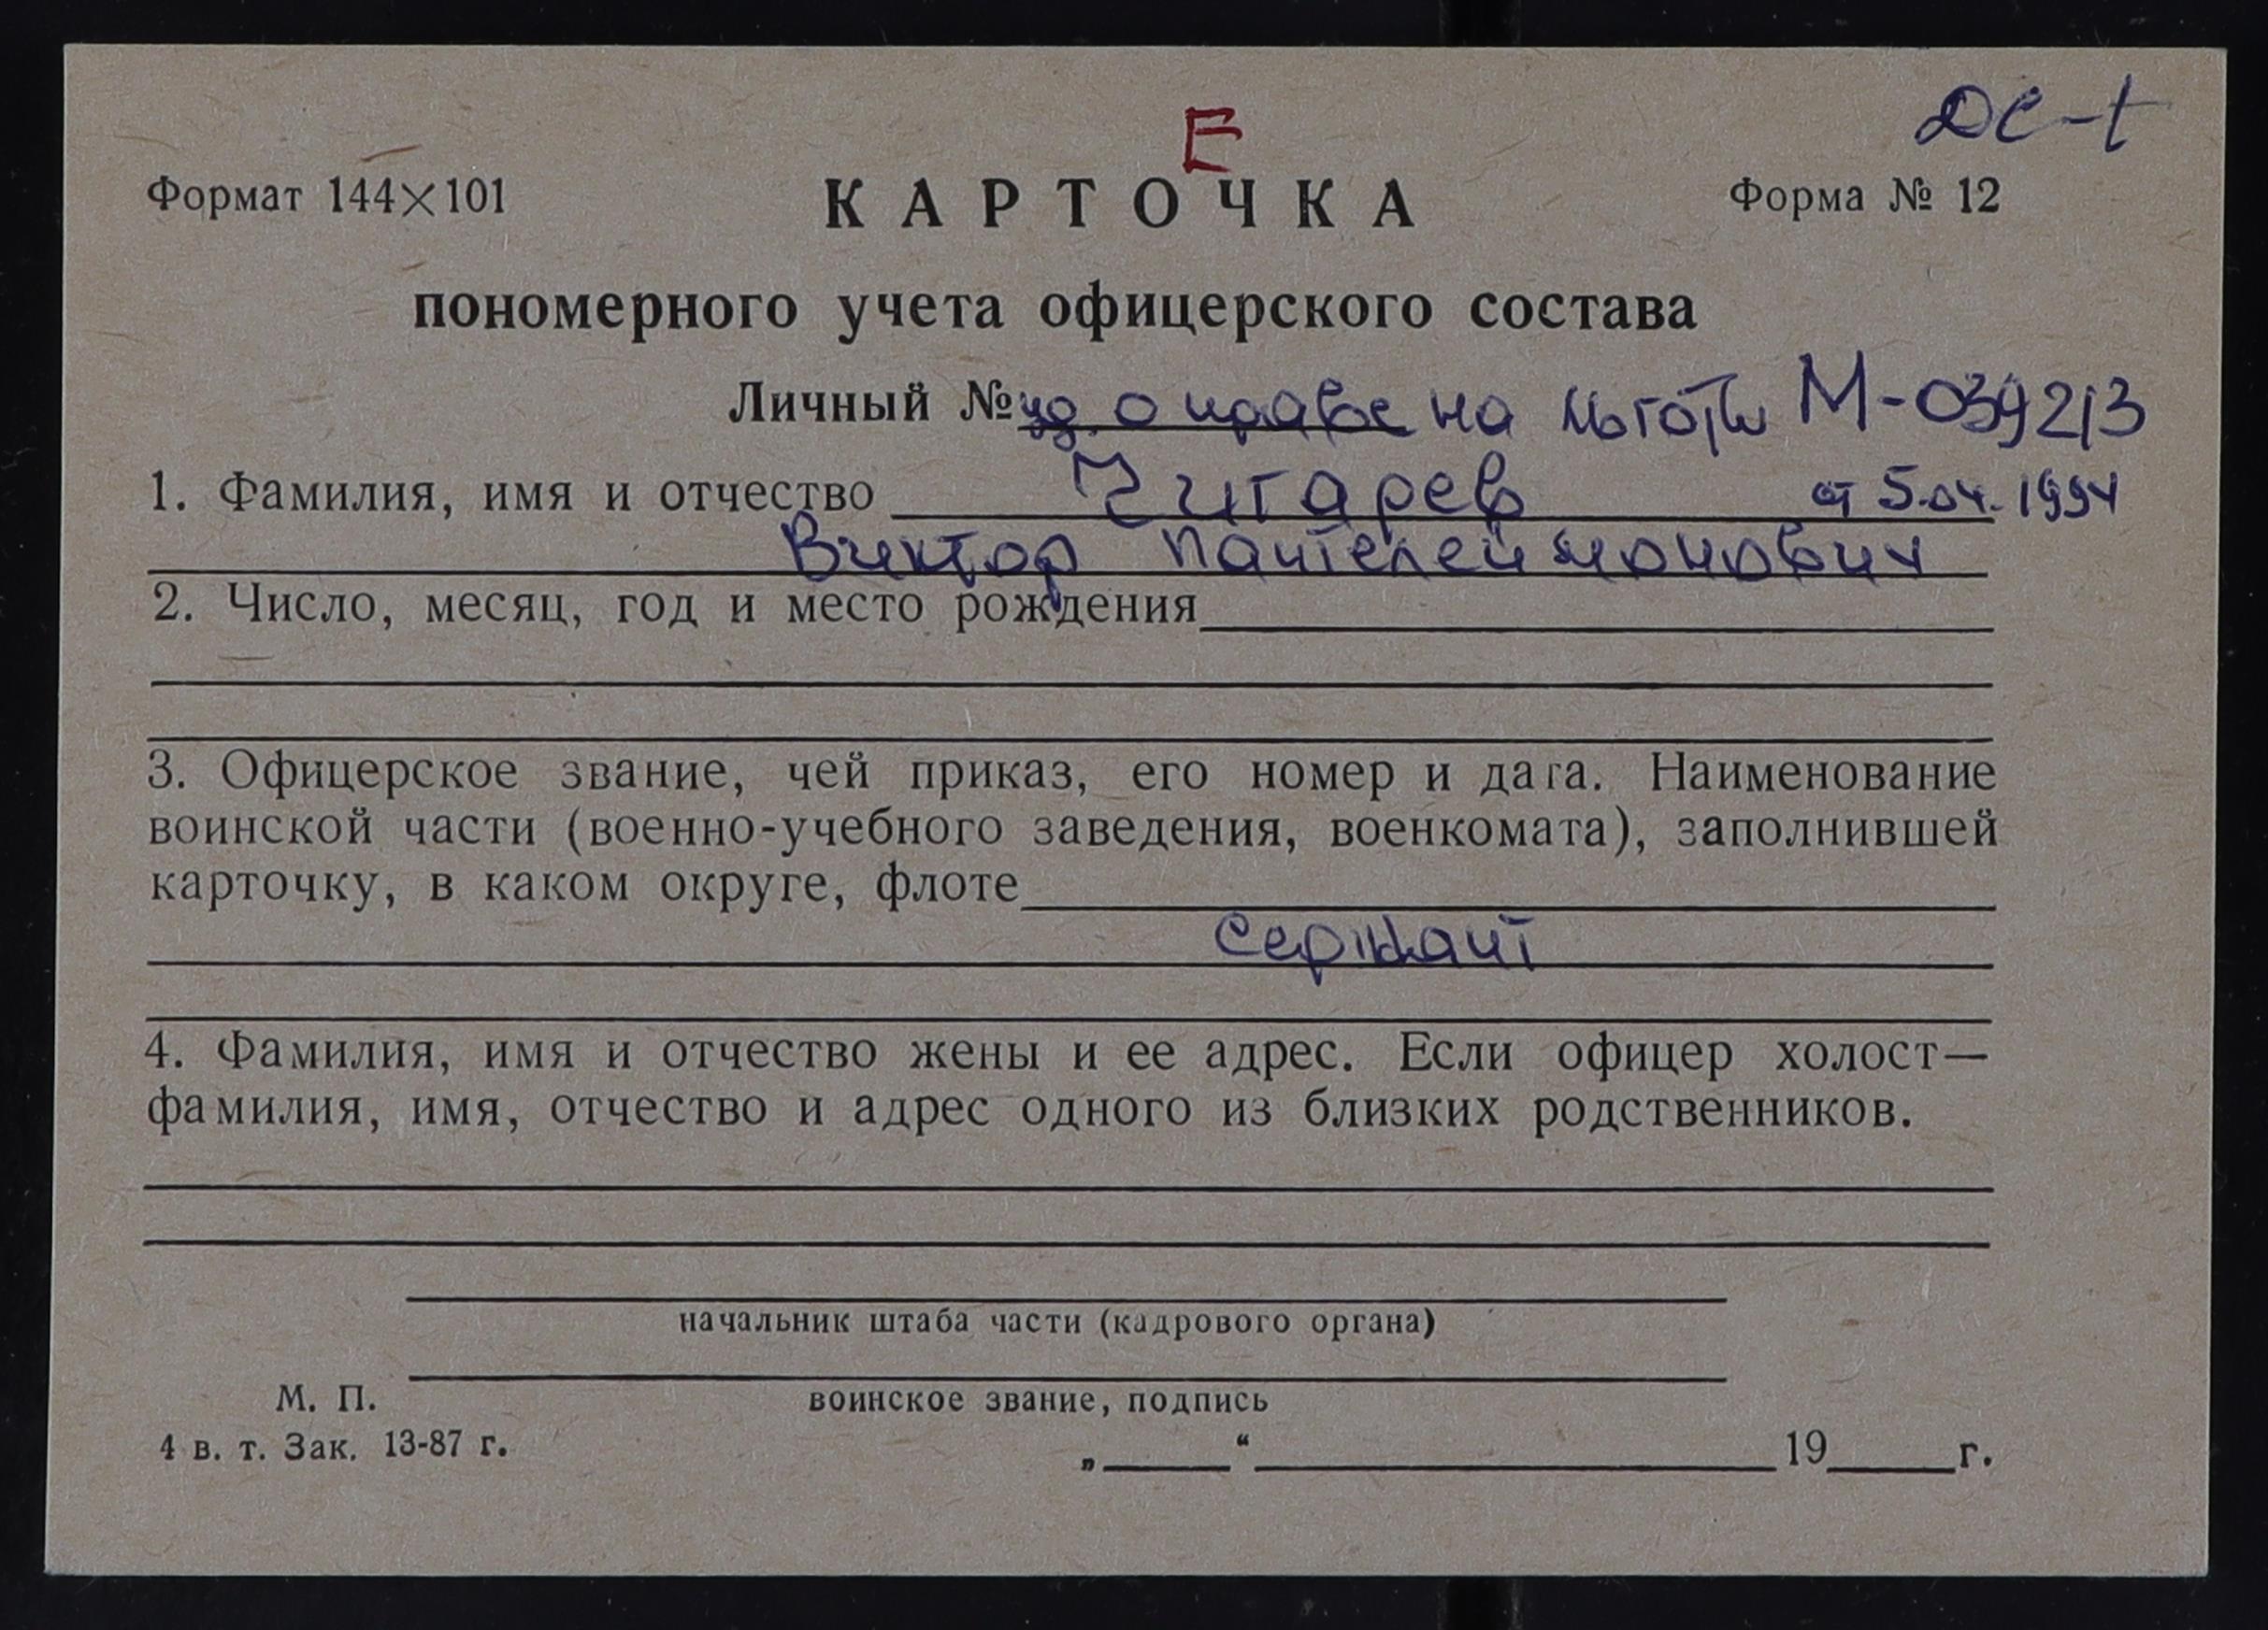 Е
ДС-t
Формат 144×101
КАРТОЧКА
Форма № 12
пономерного учета офицерского состава
Личный № уд. о праве на льготы М-039213
1. Фамилия, имя и отчество Чигарев от 5.04.1994
Виктор Пантелеймонович
2. Число, месяц, год и место рождения
3. Офицерское звание, чей приказ, его номер и дата. Наименование
воинской части (военно-учебного заведения, военкомата), заполнившей
карточку, в каком округе, флоте
сержант
4. Фамилия, имя и отчество жены и ее адрес. Если офицер холост—
фамилия, имя, отчество и адрес одного из близких родственников.
начальник штаба части (кадрового органа)
М. П.
воинское звание, подпись
4 в. т. Зак. 13-87 г.
„ “ 19 г.